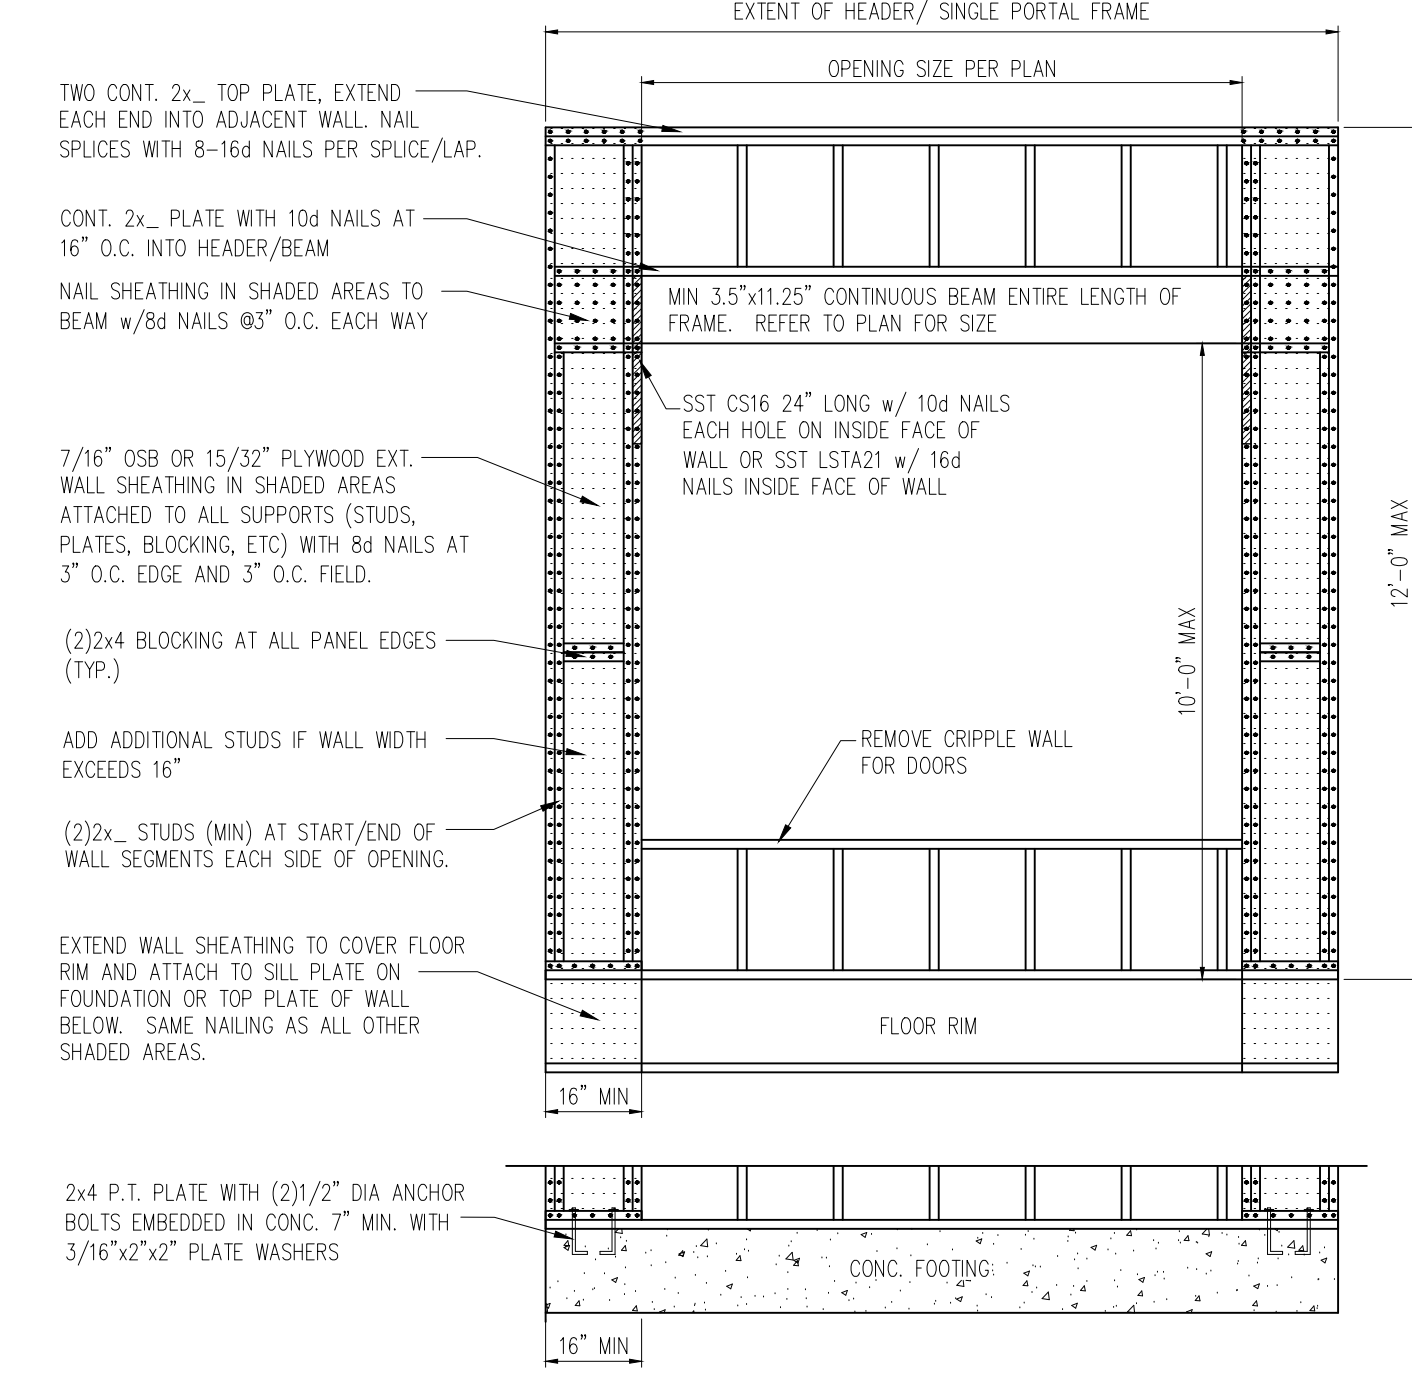 EXTENT OF HEADER/ SINGLE PORTAL FRAME
OPENING SIZE PER PLAN
TWO CONT. 2x_ TOP PLATE, EXTEND
EACH END INTO ADJACENT WALL. NAIL
SPLICES WITH 8-16d NAILS PER SPLICE/LAP.
CONT. 2x_ PLATE WITH 10d NAILS AT
16" O.C. INTO HEADER/BEAM
NAIL SHEATHING IN SHADED AREAS TO
BEAM w/8d NAILS @3" O.C. EACH WAY
MIN 3.5"x11.25" CONTINUOUS BEAM ENTIRE LENGTH OF
FRAME. REFER TO PLAN FOR SIZE
SST CS16 24" LONG w/ 10d NAILS
EACH HOLE ON INSIDE FACE OF
WALL OR SST LSTA21 w/ 16d
NAILS INSIDE FACE OF WALL
7/16" OSB OR 15/32" PLYWOOD EXT.
WALL SHEATHING IN SHADED AREAS
ATTACHED TO ALL SUPPORTS (STUDS,
PLATES, BLOCKING, ETC) WITH 8d NAILS AT
3" O.C. EDGE AND 3" O.C. FIELD.
12'-0" MAX
10'-0" MAX
(2)2x4 BLOCKING AT ALL PANEL EDGES
(TYP.)
ADD ADDITIONAL STUDS IF WALL WIDTH
EXCEEDS 16"
REMOVE CRIPPLE WALL
FOR DOORS
(2)2x_ STUDS (MIN) AT START/END OF
WALL SEGMENTS EACH SIDE OF OPENING.
EXTEND WALL SHEATHING TO COVER FLOOR
RIM AND ATTACH TO SILL PLATE ON
FOUNDATION OR TOP PLATE OF WALL
BELOW. SAME NAILING AS ALL OTHER
SHADED AREAS.
FLOOR RIM
16" MIN
2x4 P.T. PLATE WITH (2)1/2" DIA ANCHOR
BOLTS EMBEDDED IN CONC. 7" MIN. WITH
3/16"x2"x2" PLATE WASHERS
CONC. FOOTING
16" MIN